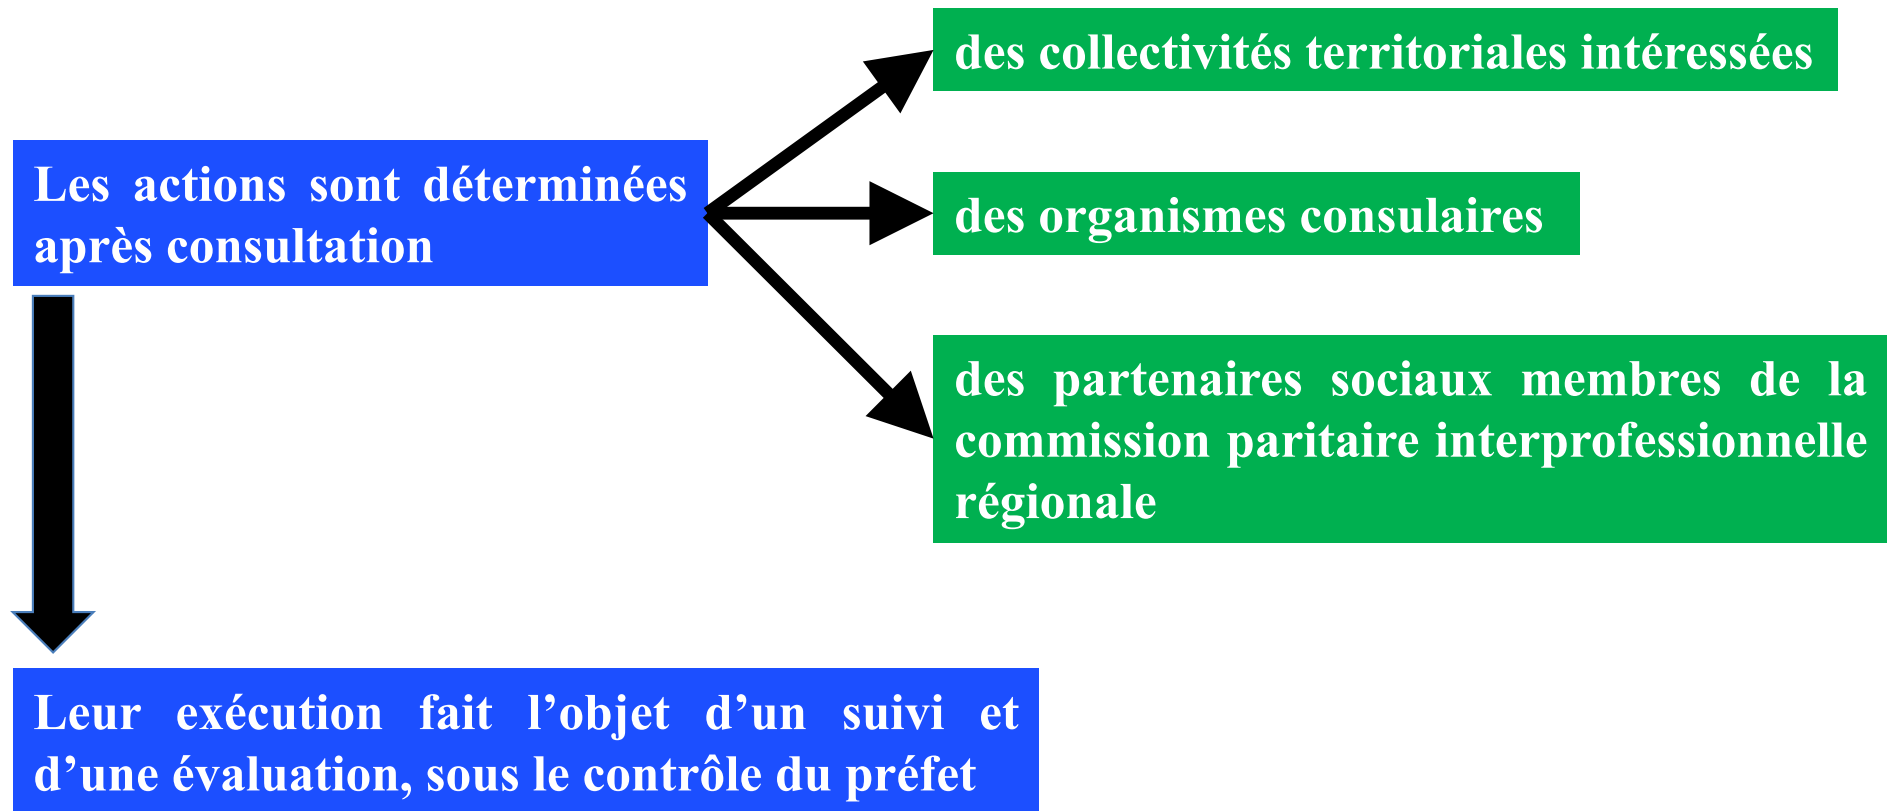 des collectivités territoriales intéressées
Les actions sont déterminées
après consultation
des organismes consulaires
des partenaires sociaux membres de la
commission paritaire interprofessionnelle
régionale
Leur exécution fait l’objet d’un suivi et
d’une évaluation, sous le contrôle du préfet